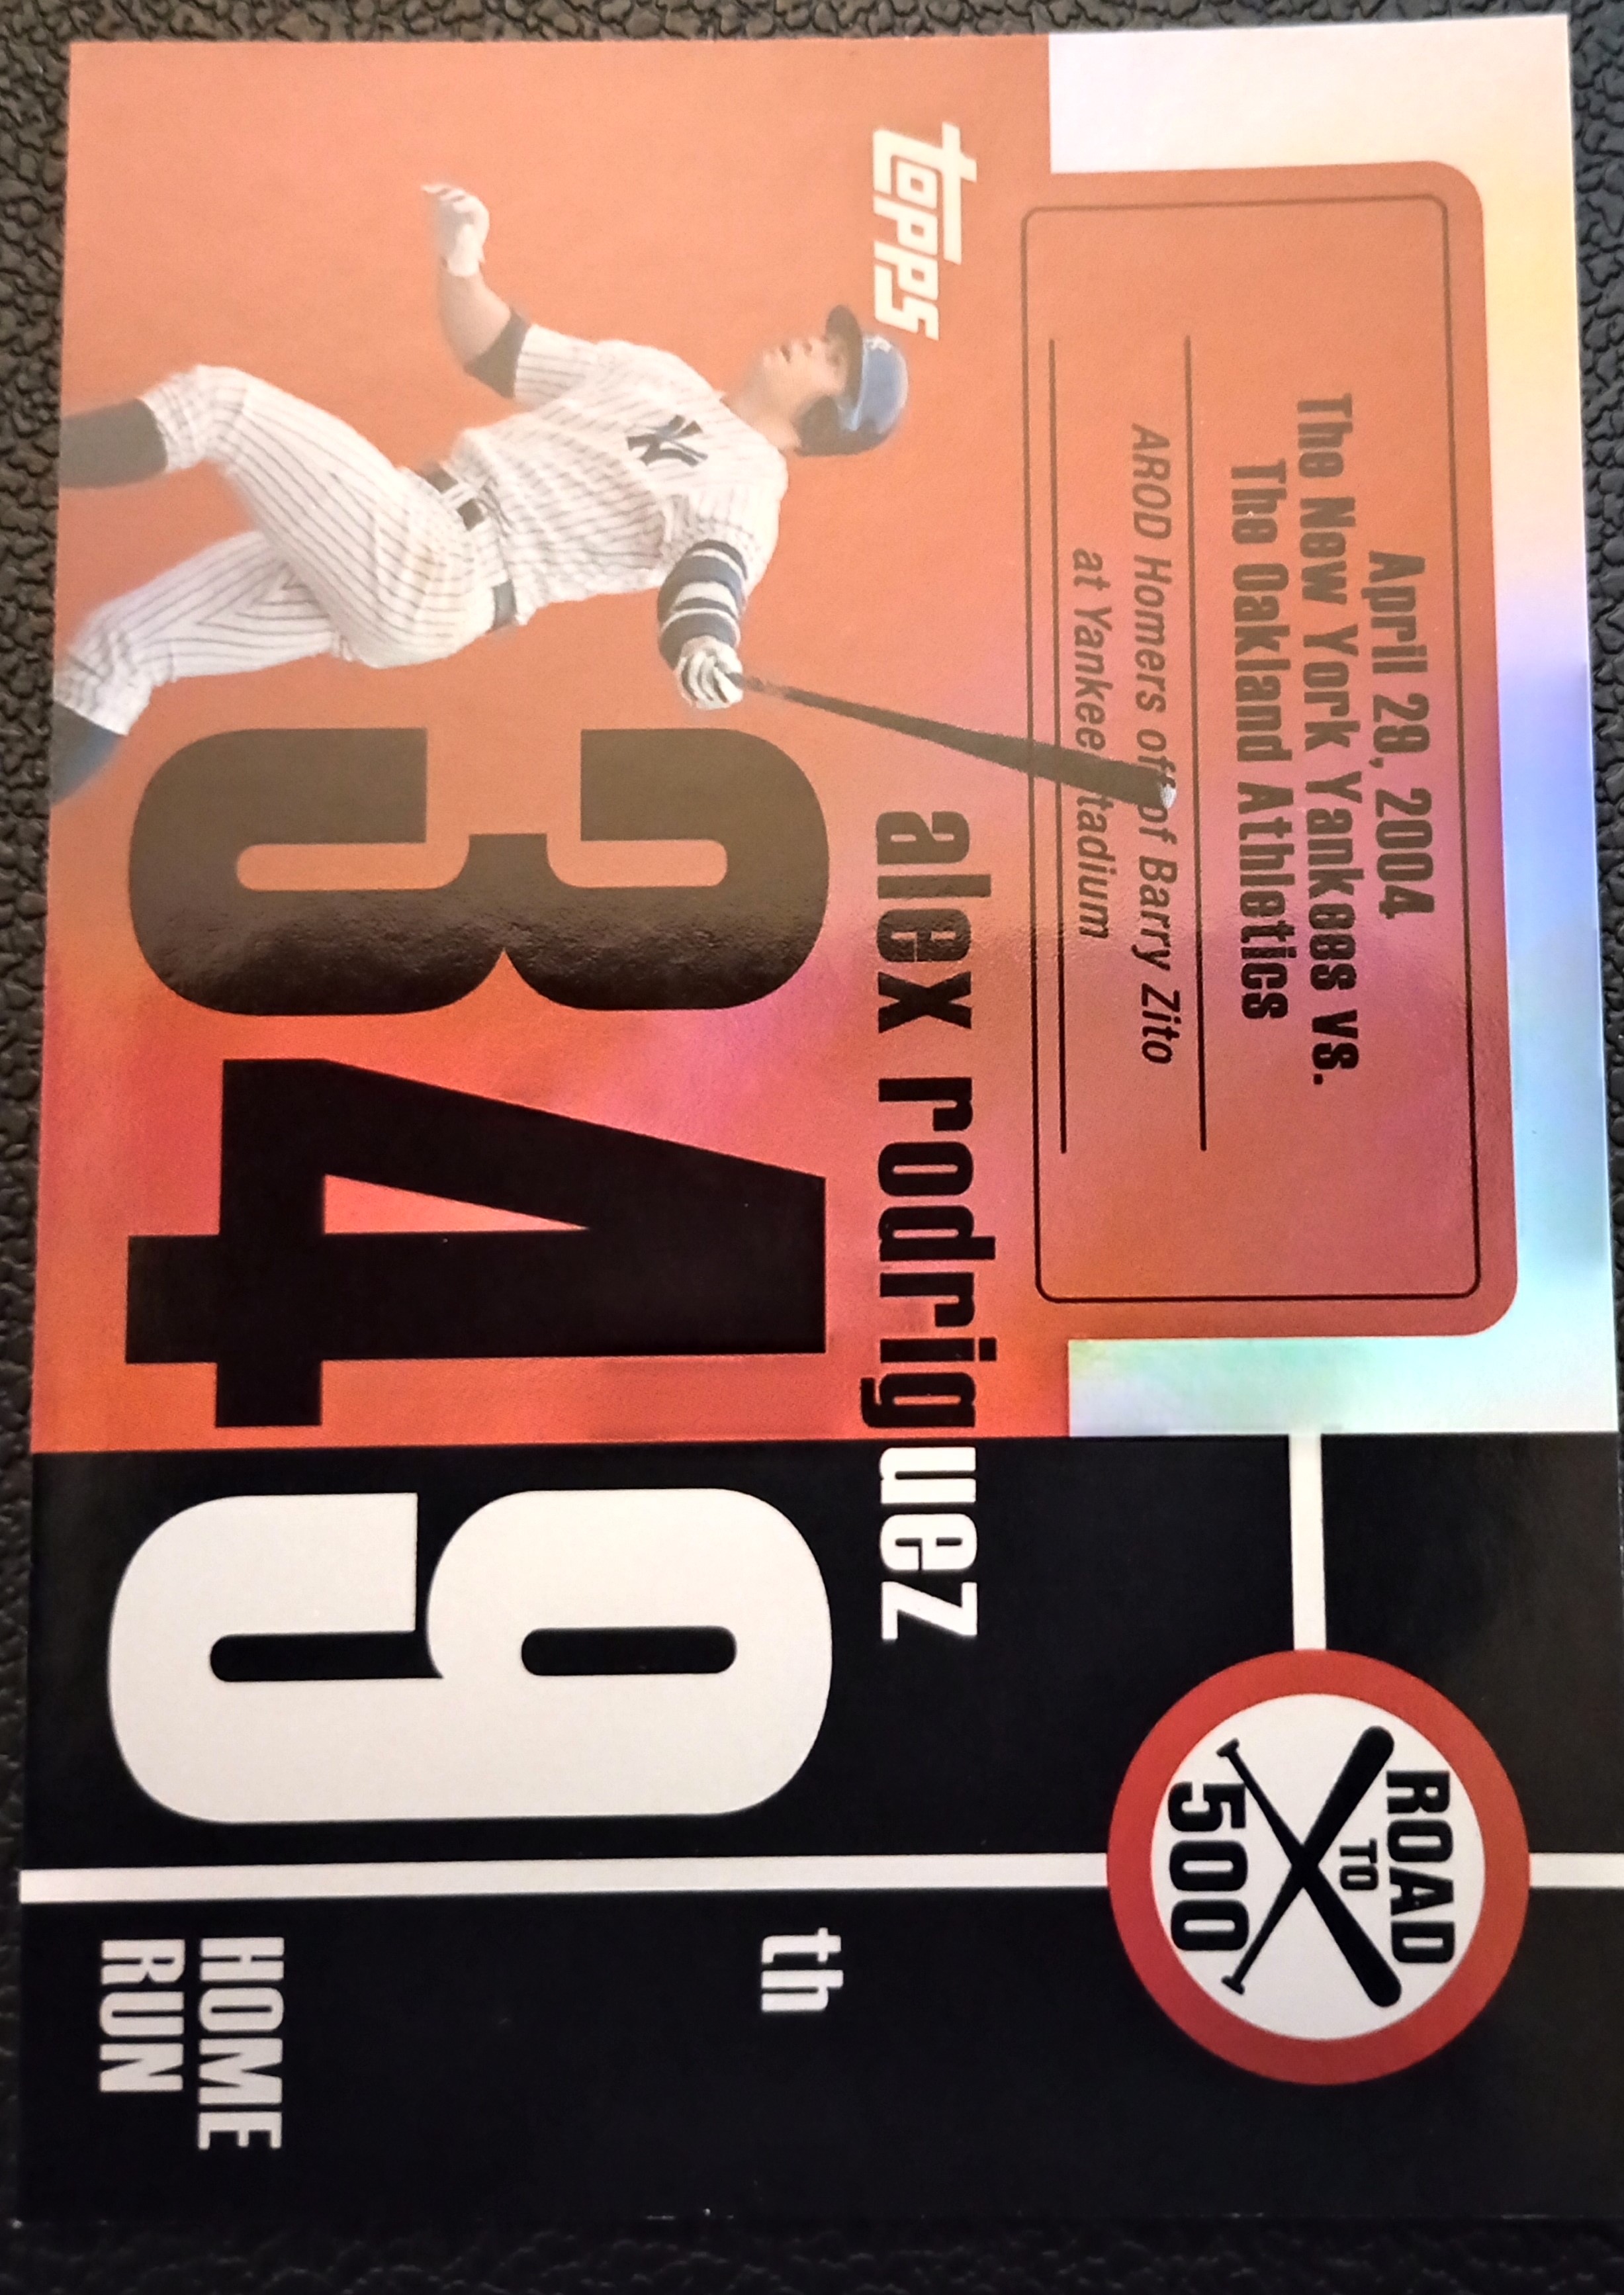 April 28, 2004
The New York Yankees vs.
The Oakland Athletics
AROD Homers off of Barry Zito
at Yankee Stadium
ROAD
TO
500
topps
alex rodriguez
349
th
HOME
RUN
NY